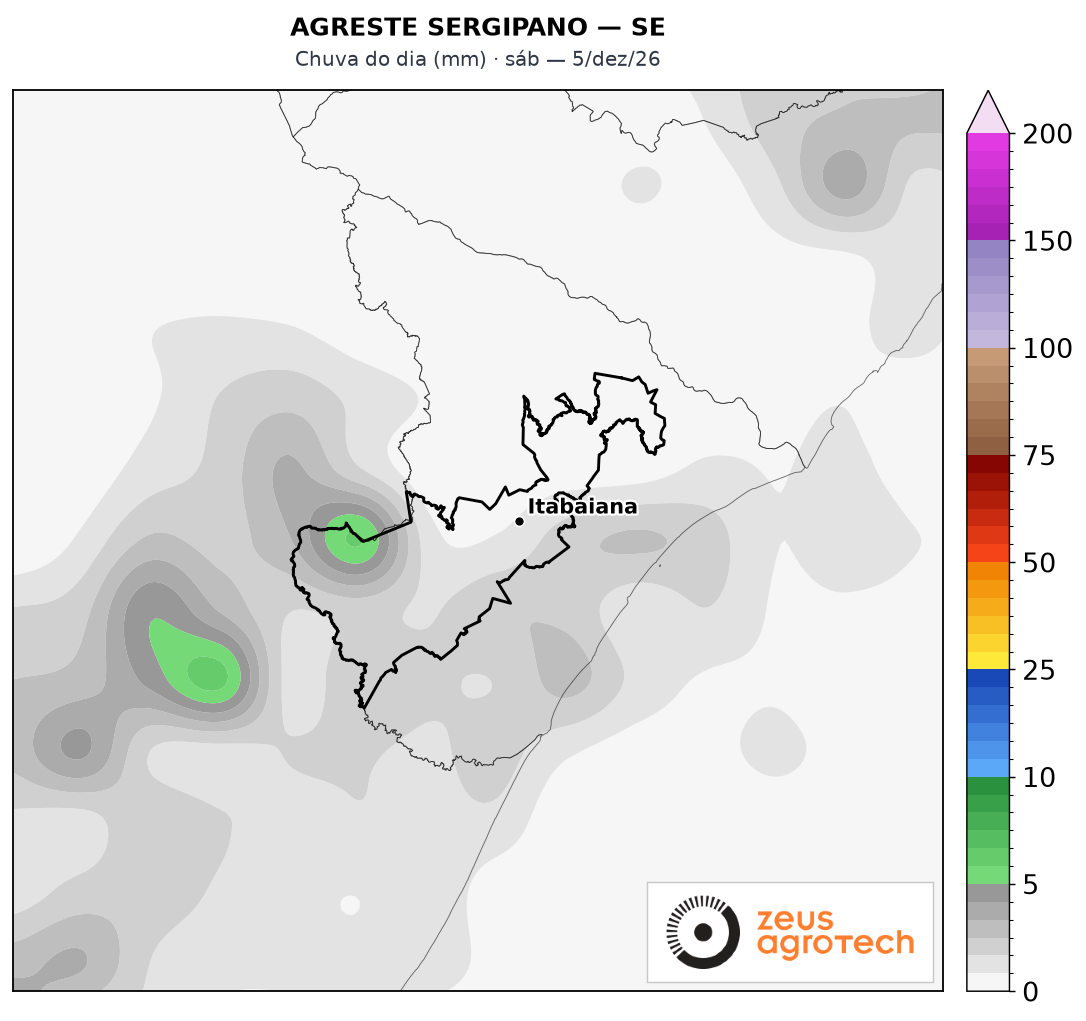 AGRESTE SERGIPANO — SE
Chuva do dia (mm) · sáb — 5/dez/26
200
150
100
75
50
25
10
5
0
Itabaiana
zeus
agrotech